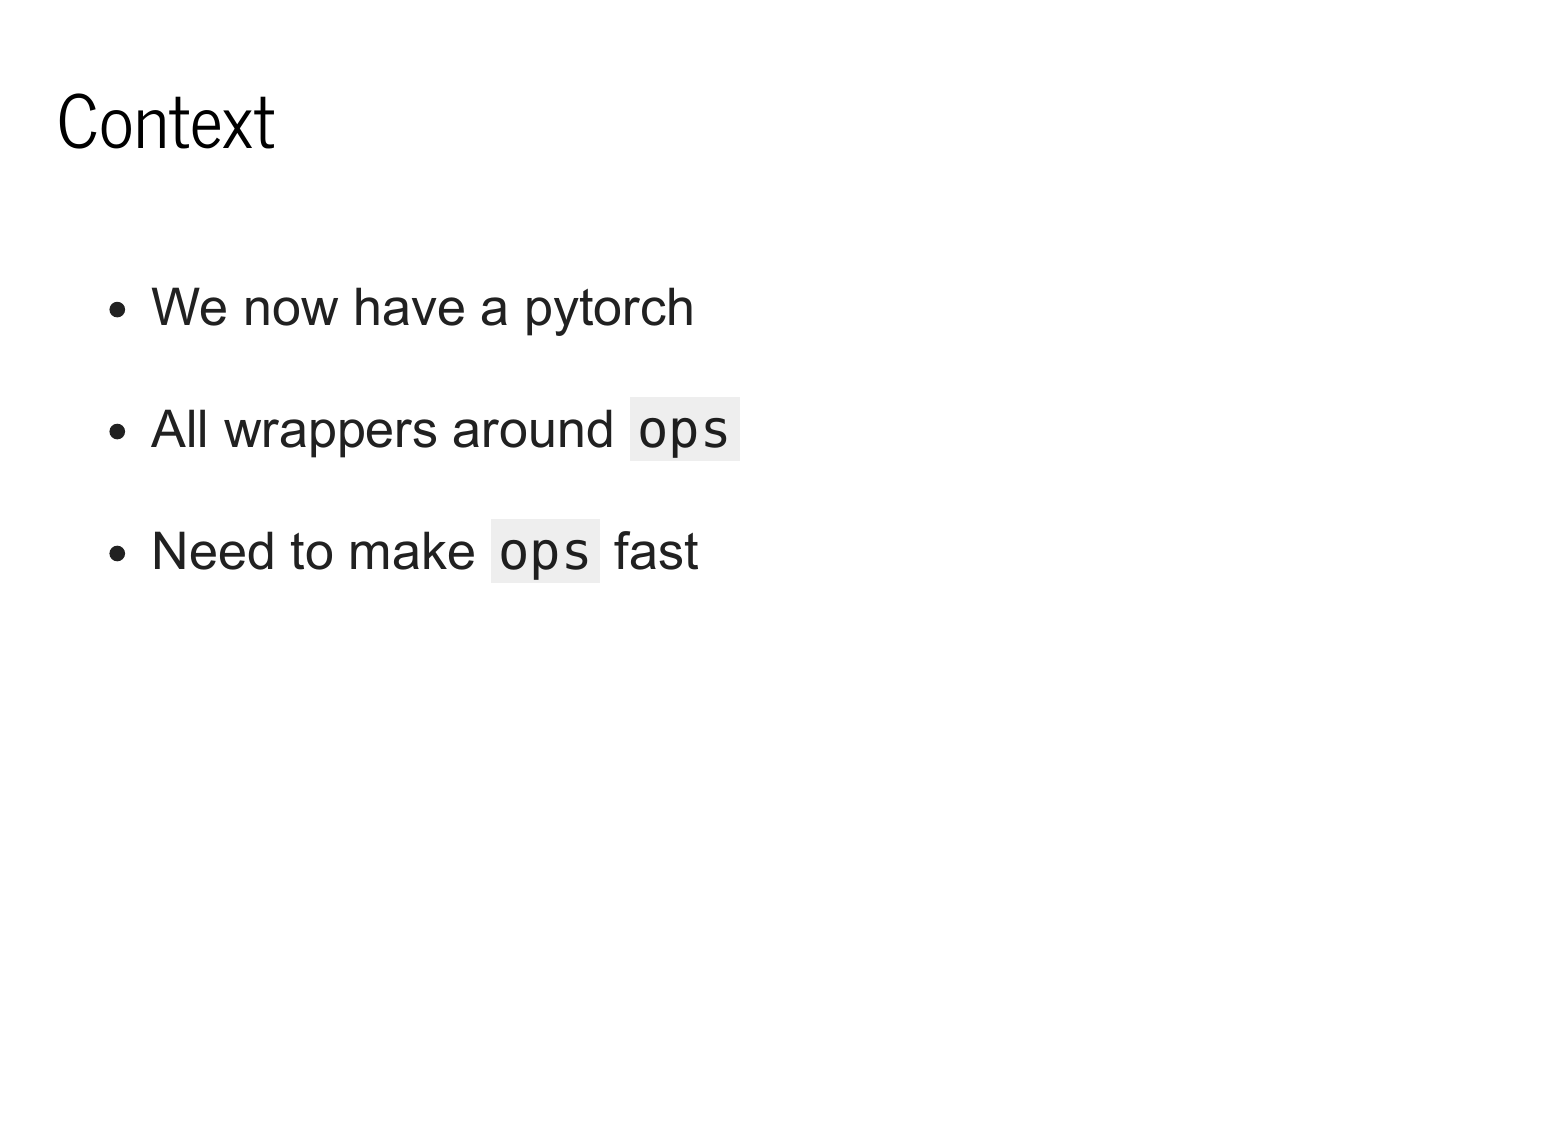 Context
We now have a pytorch
All wrappers around ops
Need to make ops fast